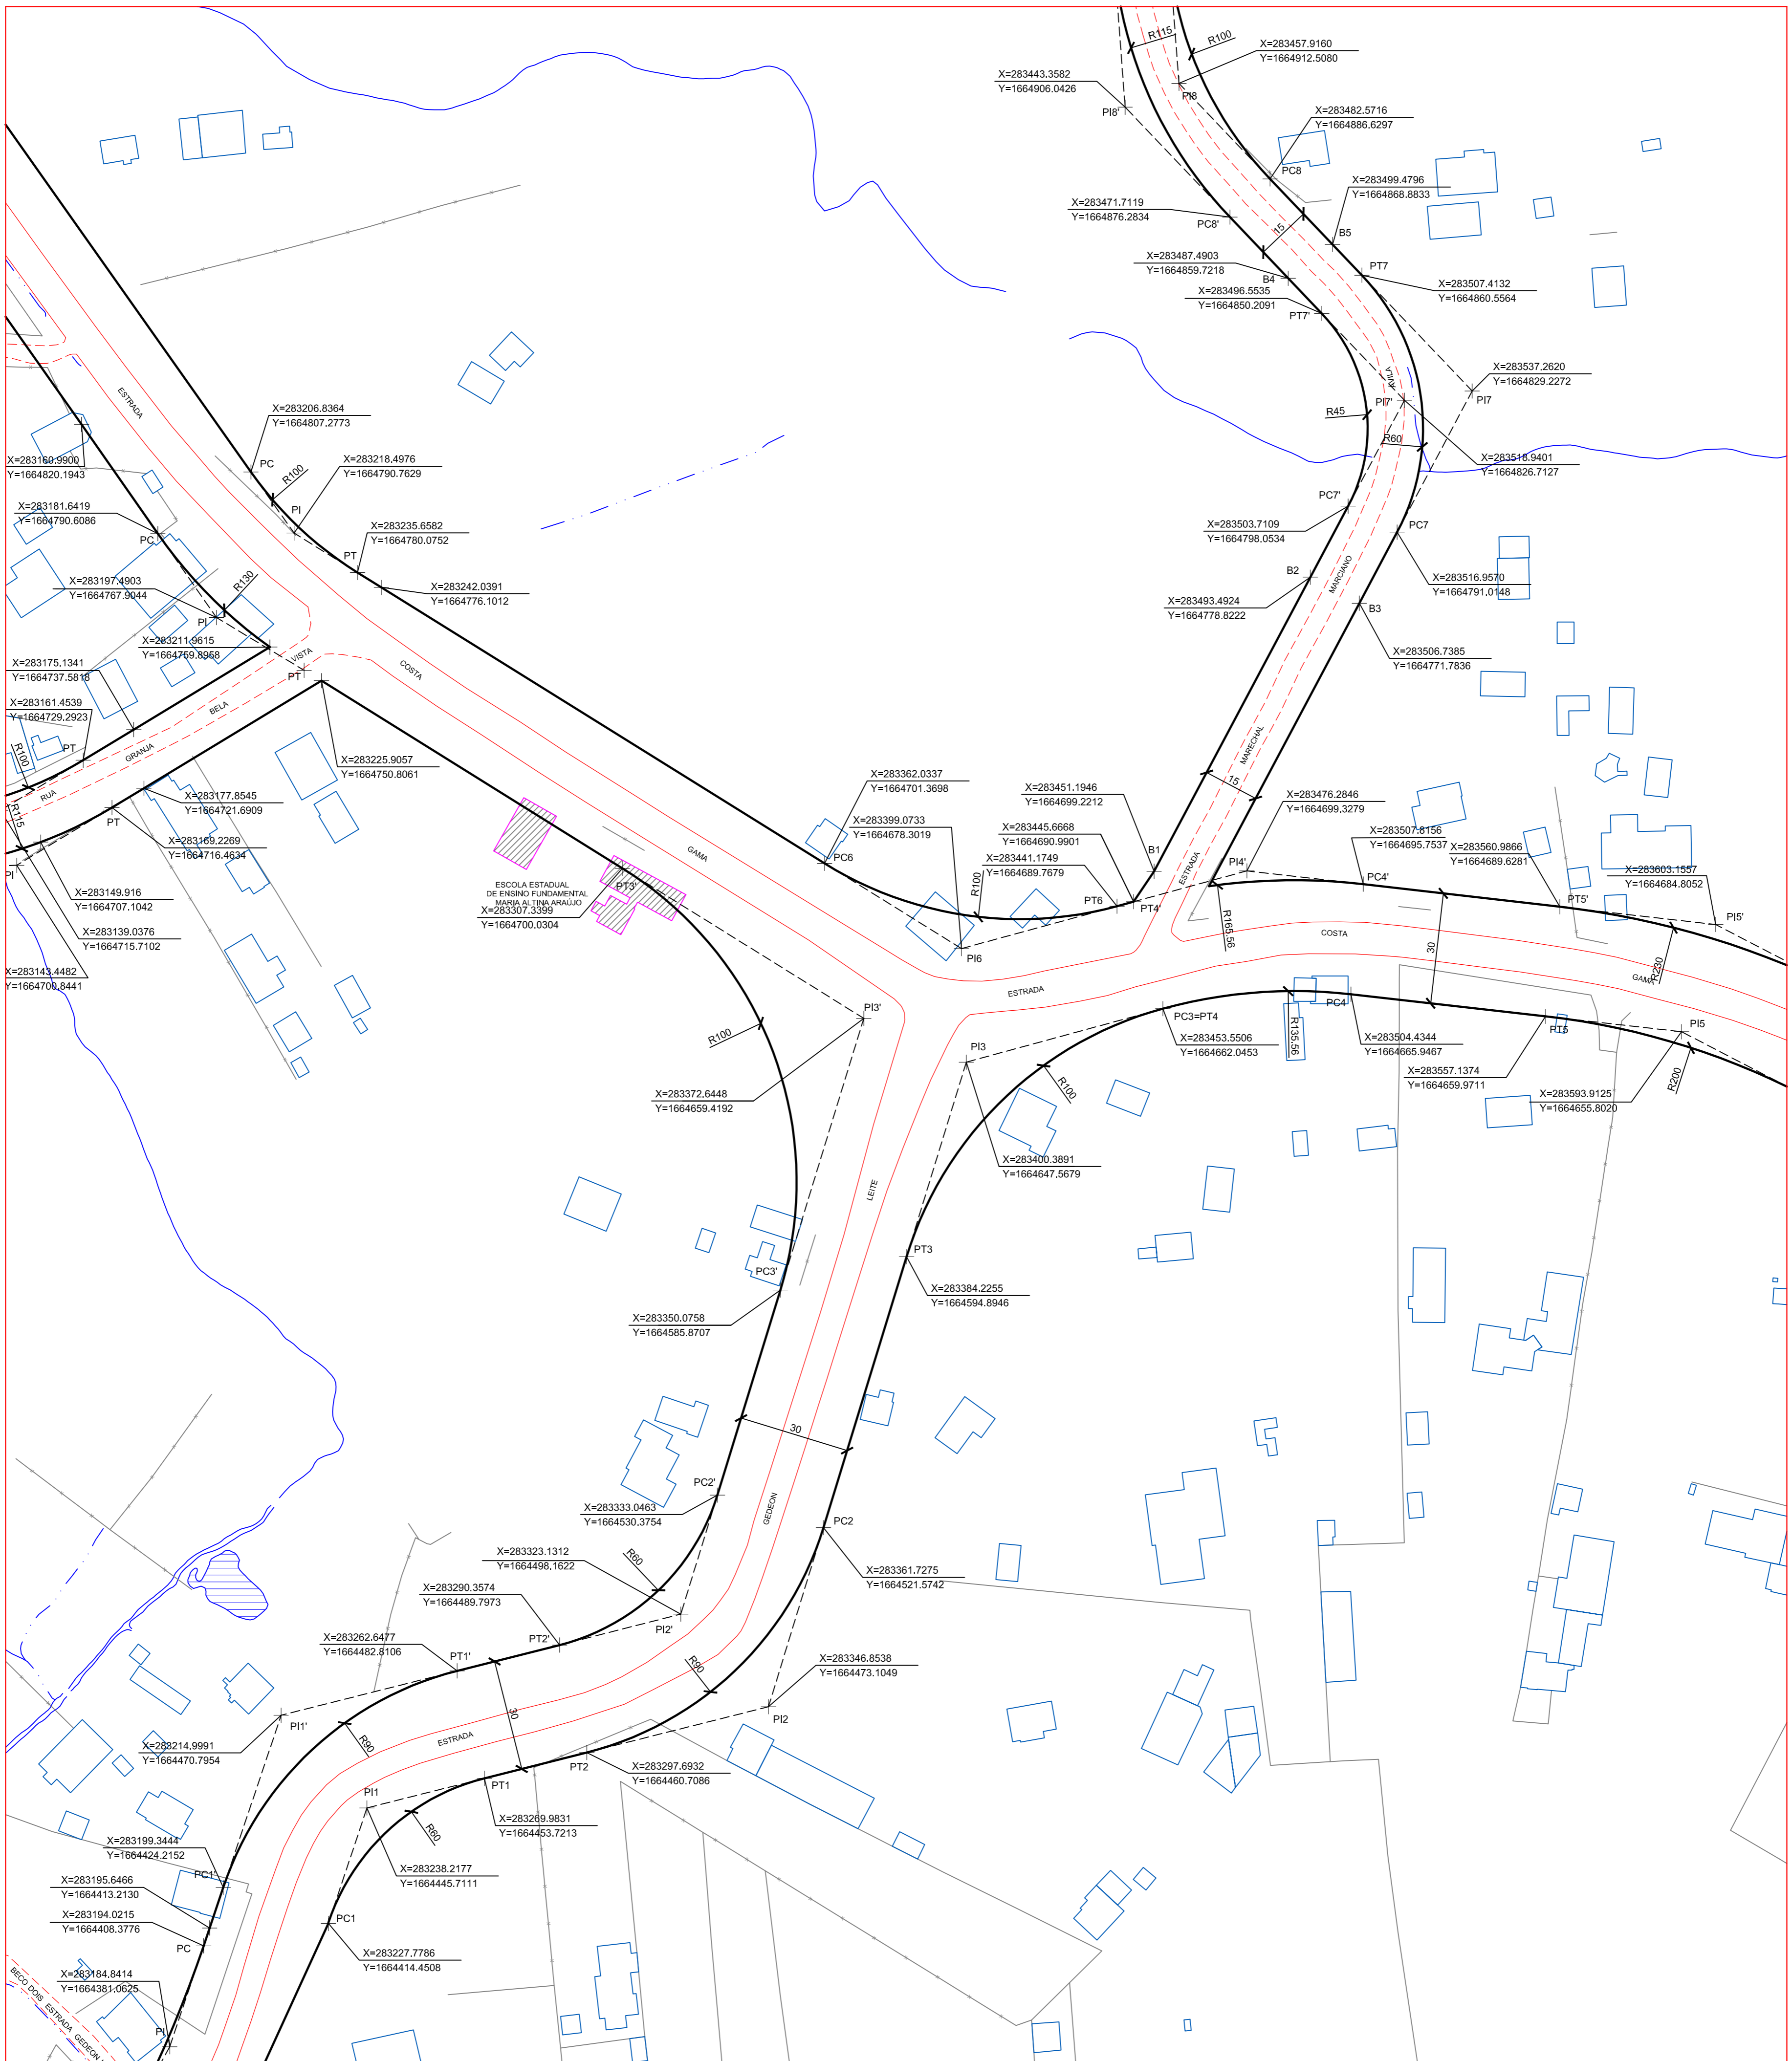 R115
R100
X=283457.9160
Y=1664912.5080
X=283443.3582
Y=1664906.0426
PI8
PI8'
X=283482.5716
Y=1664886.6297
PC8
X=283499.4796
Y=1664868.8833
X=283471.7119
Y=1664876.2834
PC8'
15
B5
X=283487.4903
Y=1664859.7218
B4
PT7
X=283507.4132
Y=1664860.5564
X=283496.5535
Y=1664850.2091
PT7'
X=283537.2620
Y=1664829.2272
PI7
AVILA
PI7'
ESTRADA
X=283206.8364
Y=1664807.2773
R45
R60
X=283160.9900
Y=1664820.1943
PC
R100
X=283218.4976
Y=1664790.7629
X=283518.9401
Y=1664826.7127
X=283181.6419
Y=1664790.6086
PC
PI
X=283235.6582
Y=1664780.0752
PC7'
X=283503.7109
Y=1664798.0534
PC7
PT
X=283197.4903
Y=1664767.9044
R130
X=283242.0391
Y=1664776.1012
MARCIANO
B2
X=283516.9570
Y=1664791.0148
X=283493.4924
Y=1664778.8222
B3
PI
X=283211.9615
Y=1664759.8958
VISTA
COSTA
X=283506.7385
Y=1664771.7836
X=283175.1341
Y=1664737.5818
PT
X=283161.4539
Y=1664729.2923
BELA
PT
GRANJA
R100
X=283225.9057
Y=1664750.8061
MARECHAL
RUA
X=283177.8545
Y=1664721.6909
X=283362.0337
Y=1664701.3698
X=283451.1946
Y=1664699.2212
15
X=283476.2846
Y=1664699.3279
R115
PT
X=283399.0733
Y=1664678.3019
X=283445.6668
Y=1664690.9901
X=283507.8156
Y=1664695.7537
X=283169.2269
Y=1664716.4634
GAMA
PC6
X=283441.1749
Y=1664689.7679
B1
PI4'
X=283560.9866
Y=1664689.6281
PI
ESTRADA
X=283603.1557
Y=1664684.8052
ESCOLA ESTADUAL
DE ENSINO FUNDAMENTAL
MARIA ALTINA ARAÚJO
PT3'
PC4'
X=283149.916
Y=1664707.1042
X=283307.3399
Y=1664700.0304
R100
PT6
PT4'
PT5'
PI5'
X=283139.0376
Y=1664715.7102
R165.56
COSTA
30
PI6
R230
X=283143.4482
Y=1664700.8441
GAMA
ESTRADA
PC4
PI3'
PC3=PT4
PT5
PI5
R100
R135.56
X=283453.5506
Y=1664662.0453
X=283504.4344
Y=1664665.9467
PI3
R200
X=283557.1374
Y=1664659.9711
R100
X=283372.6448
Y=1664659.4192
X=283593.9125
Y=1664655.8020
X=283400.3891
Y=1664647.5679
LEITE
PT3
PC3'
X=283384.2255
Y=1664594.8946
X=283350.0758
Y=1664585.8707
30
PC2'
X=283333.0463
Y=1664530.3754
GEDEON
PC2
X=283323.1312
Y=1664498.1622
R60
X=283361.7275
Y=1664521.5742
X=283290.3574
Y=1664489.7973
PI2'
X=283262.6477
Y=1664482.8106
PT2'
PT1'
X=283346.8538
Y=1664473.1049
R90
PI1'
30
PI2
R90
ESTRADA
X=283214.9991
Y=1664470.7954
PT2
X=283297.6932
Y=1664460.7086
PT1
PI1
X=283269.9831
Y=1664453.7213
R60
X=283199.3444
Y=1664424.2152
X=283238.2177
Y=1664445.7111
PC1'
X=283195.6466
Y=1664413.2130
X=283194.0215
Y=1664408.3776
PC1
PC
X=283227.7786
Y=1664414.4508
X=283184.8414
Y=1664381.0625
BECO DOIS ESTRADA GEDEON
PI